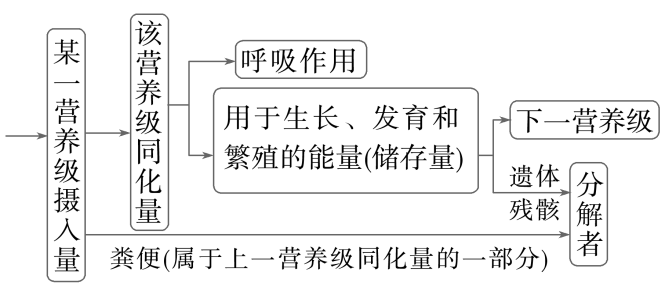 某一营养级摄入量
该营养级同化量
呼吸作用
用于生长、发育和
繁殖的能量(储存量)
下一营养级
遗体
残骸
分解者
粪便(属于上一营养级同化量的一部分)